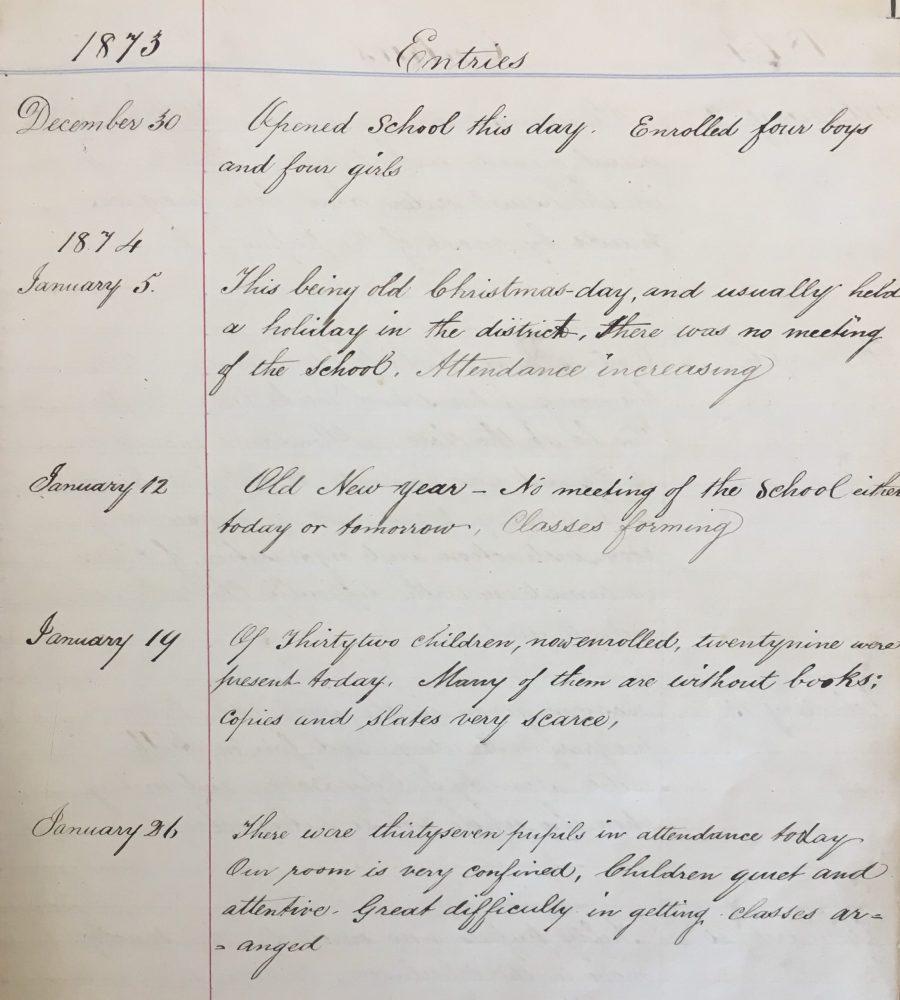 1873 Entries
December 30 Opened School this day. Enrolled four boys
and four girls
1874
January 5. This being old Christmas-day, and usually held
a holiday in the district, there was no meeting
of the School. Attendance increasing
January 12 Old New year – No meeting of the School either
today or tomorrow. Classes forming
January 19 Of Thirtytwo children, now enrolled, twentynine were
present today. Many of them are without books;
Copies and slates very scarce,
January 26 There were thirtyseven pupils in attendance today
Our room is very confined, Children quiet and
attentive. Great difficully in getting classes ar=
= anged